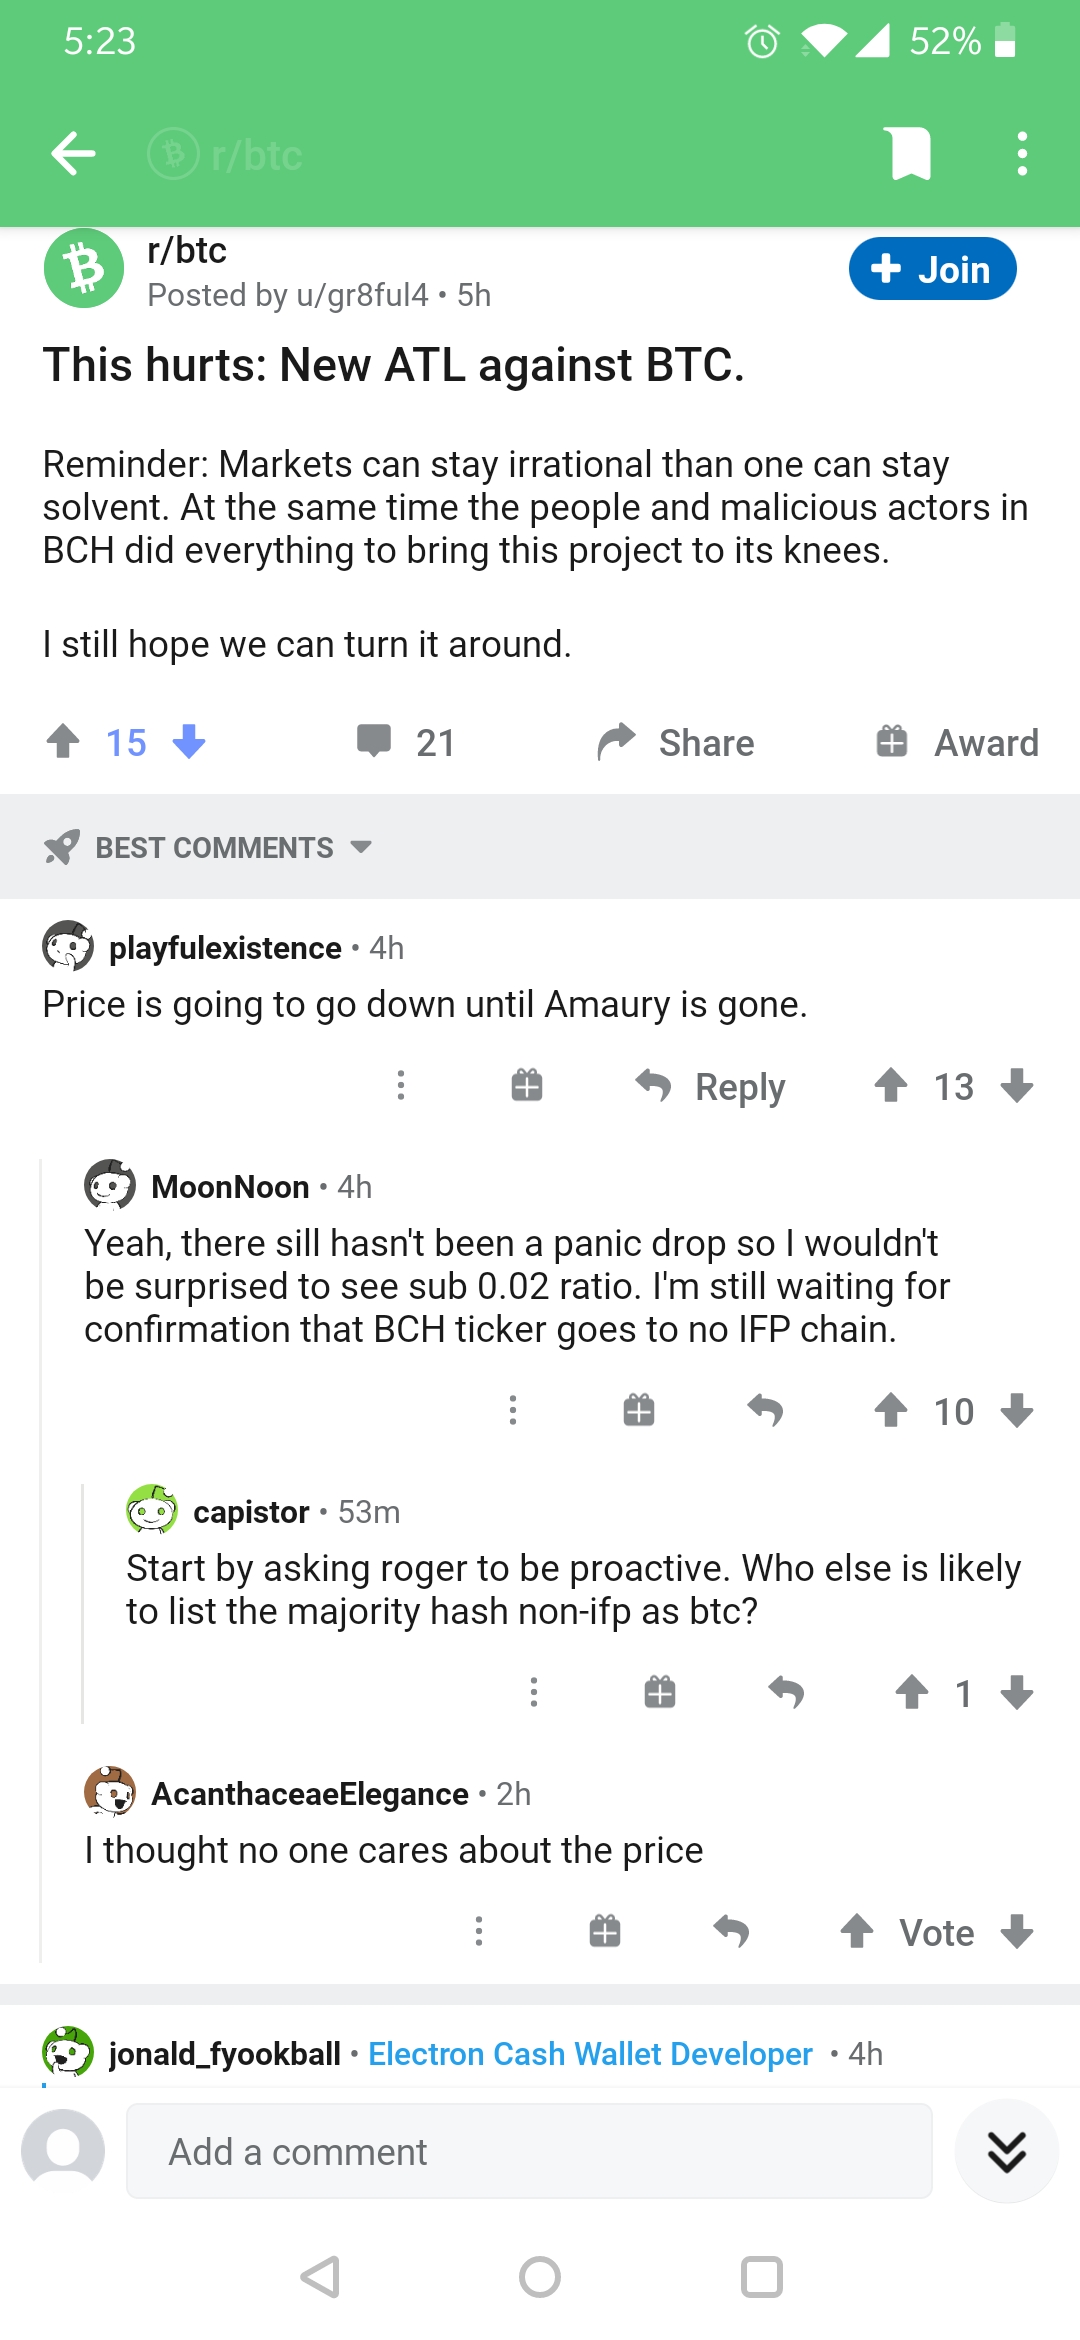 5:23
52%
r/btc
r/btc
Posted by u/gr8ful4 • 5h
+ Join
This hurts: New ATL against BTC.
Reminder: Markets can stay irrational than one can stay
solvent. At the same time the people and malicious actors in
BCH did everything to bring this project to its knees.
I still hope we can turn it around.
15
21
Share
Award
BEST COMMENTS
playfulexistence • 4h
Price is going to go down until Amaury is gone.
Reply
13
MoonNoon • 4h
Yeah, there sill hasn't been a panic drop so I wouldn't
be surprised to see sub 0.02 ratio. I'm still waiting for
confirmation that BCH ticker goes to no IFP chain.
10
capistor • 53m
Start by asking roger to be proactive. Who else is likely
to list the majority hash non-ifp as btc?
1
AcanthaceaeElegance • 2h
I thought no one cares about the price
Vote
jonald_fyookball • Electron Cash Wallet Developer • 4h
Add a comment